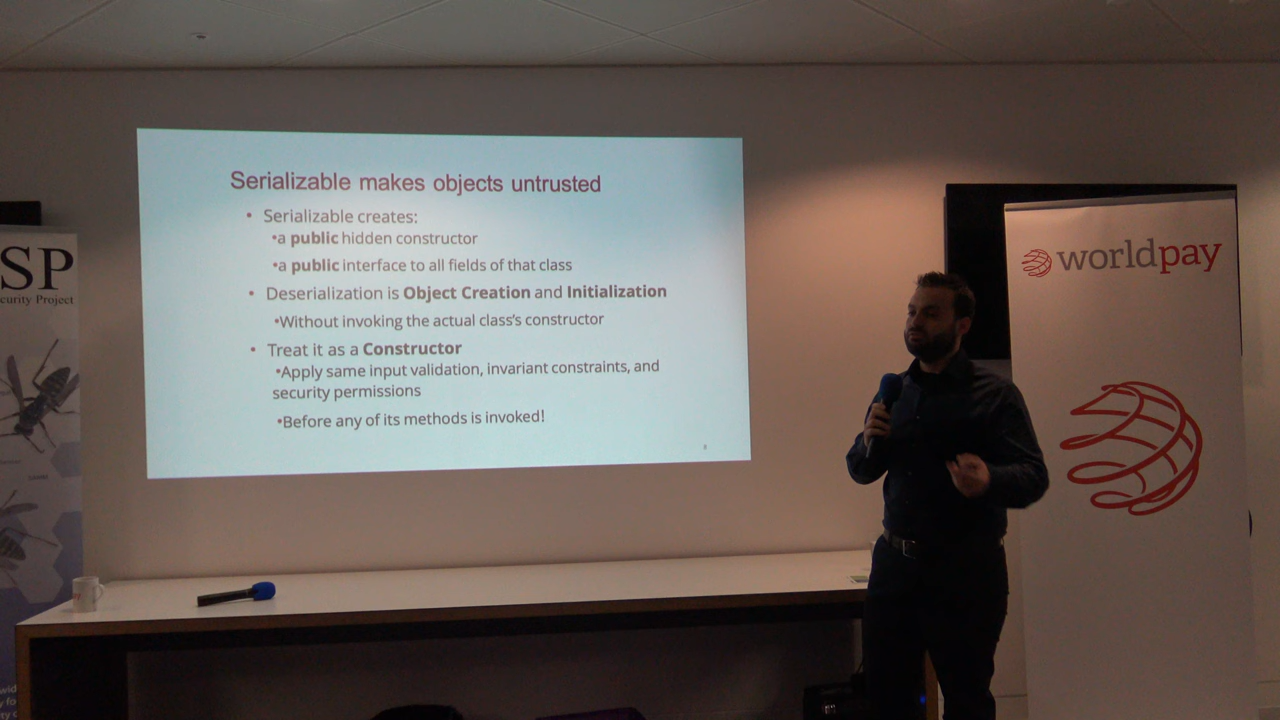 Serializable makes objects untrusted
• Serializable creates:
•a public hidden constructor
•a public interface to all fields of that class
• Deserialization is Object Creation and Initialization
•Without invoking the actual class's constructor
• Treat it as a Constructor
•Apply same input validation, invariant constraints, and
security permissions
•Before any of its methods is invoked!
8
SP
curity Project
worldpay